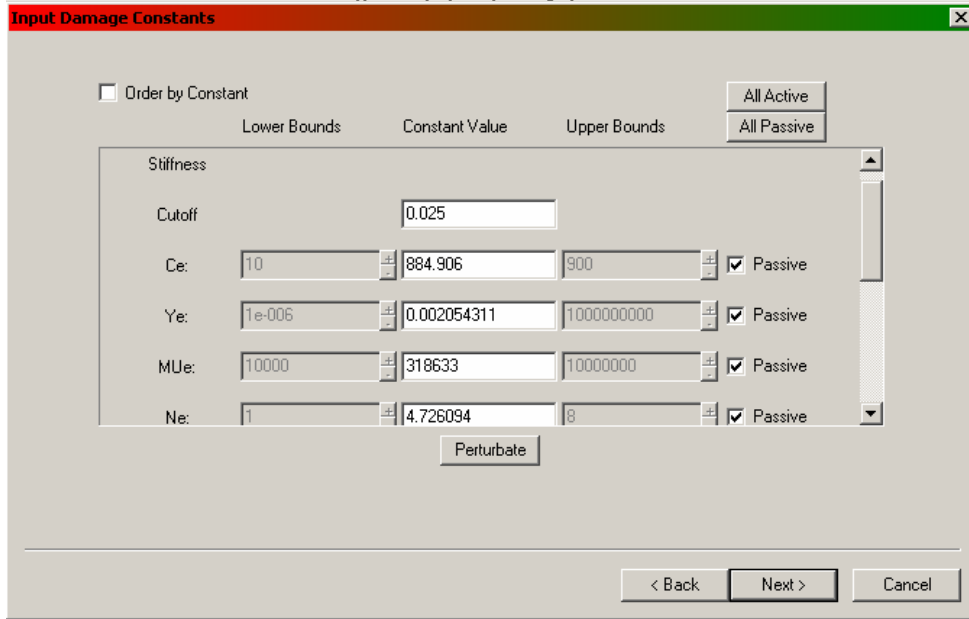 Input Damage Constants
Order by Constant
All Active
Lower Bounds Constant Value Upper Bounds All Passive
Stiffness
Cutoff 0.025
Ce: 10 884.906 900 Passive
Ye: 1e-006 0.002054311 1000000000 Passive
MUe: 10000 318633 10000000 Passive
Ne: 1 4.726094 8 Passive
Perturbate
< Back Next > Cancel